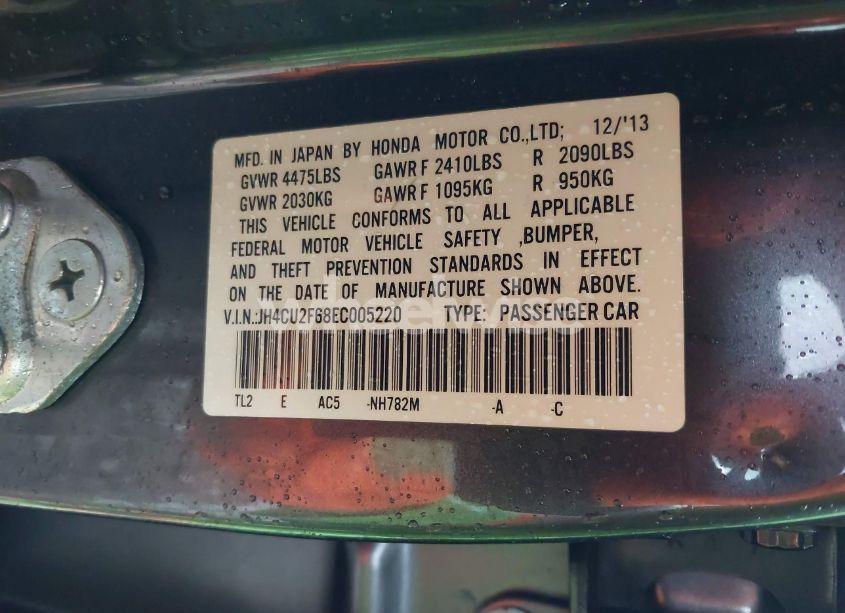 MFD. IN JAPAN BY HONDA MOTOR CO.,LTD; 12/'13
GVWR 4475LBS GAWR F 2410LBS R 2090LBS
GVWR 2030KG GAWR F 1095KG R 950KG
THIS VEHICLE CONFORMS TO ALL APPLICABLE
FEDERAL MOTOR VEHICLE SAFETY ,BUMPER,
AND THEFT PREVENTION STANDARDS IN EFFECT
ON THE DATE OF MANUFACTURE SHOWN ABOVE.
V.I.N.:JH4CU2F68EC005220 TYPE: PASSENGER CAR
TL2 E AC5 -NH782M -A -C